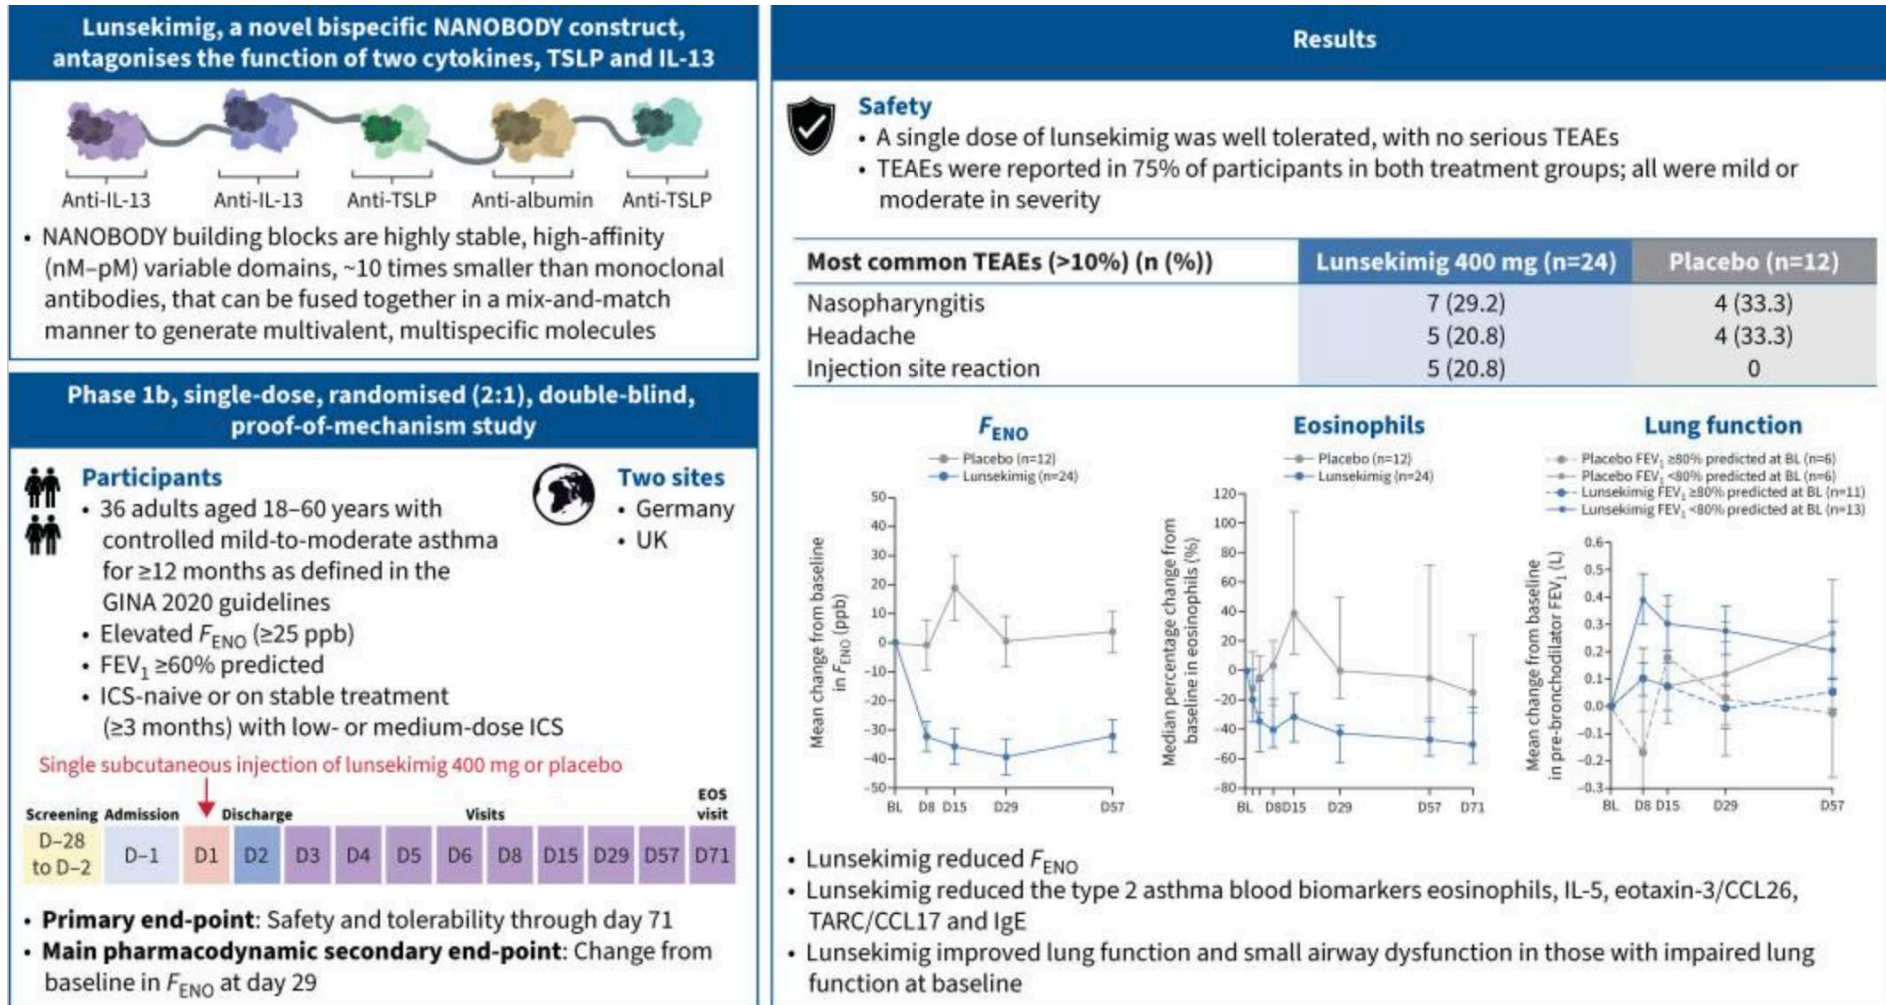 Lunsekimig, a novel bispecific NANOBODY construct,
antagonises the function of two cytokines, TSLP and IL-13
Anti-IL-13
Anti-IL-13
Anti-TSLP
Anti-albumin
Anti-TSLP
• NANOBODY building blocks are highly stable, high-affinity
(nM–pM) variable domains, ~10 times smaller than monoclonal
antibodies, that can be fused together in a mix-and-match
manner to generate multivalent, multispecific molecules
Phase 1b, single-dose, randomised (2:1), double-blind,
proof-of-mechanism study
Participants
• 36 adults aged 18–60 years with
controlled mild-to-moderate asthma
for ≥12 months as defined in the
GINA 2020 guidelines
• Elevated FENO (≥25 ppb)
• FEV1 ≥60% predicted
• ICS-naive or on stable treatment
(≥3 months) with low- or medium-dose ICS
Two sites
• Germany
• UK
Single subcutaneous injection of lunsekimig 400 mg or placebo
Screening Admission Discharge Visits EOS
visit
D–28
to D–2
D–1 D1 D2 D3 D4 D5 D6 D8 D15 D29 D57 D71
• Primary end-point: Safety and tolerability through day 71
• Main pharmacodynamic secondary end-point: Change from
baseline in FENO at day 29
Results
Safety
• A single dose of lunsekimig was well tolerated, with no serious TEAEs
• TEAEs were reported in 75% of participants in both treatment groups; all were mild or
moderate in severity
Most common TEAEs (>10%) (n (%)) Lunsekimig 400 mg (n=24) Placebo (n=12)
Nasopharyngitis 7 (29.2) 4 (33.3)
Headache 5 (20.8) 4 (33.3)
Injection site reaction 5 (20.8) 0
FENO
Placebo (n=12)
Lunsekimig (n=24)
Mean change from baseline
in FENO (ppb)
50
40
30
20
10
0
-10
-20
-30
-40
-50
BL D8 D15 D29 D57
Eosinophils
Placebo (n=12)
Lunsekimig (n=24)
Median percentage change from
baseline in eosinophils (%)
120
100
80
60
40
20
0
-20
-40
-60
-80
BL D8 D15 D29 D57 D71
Lung function
Placebo FEV1 ≥80% predicted at BL (n=6)
Placebo FEV1 <80% predicted at BL (n=6)
Lunsekimig FEV1 ≥80% predicted at BL (n=11)
Lunsekimig FEV1 <80% predicted at BL (n=13)
Mean change from baseline
in pre-bronchodilator FEV1 (L)
0.6
0.5
0.4
0.3
0.2
0.1
0.0
-0.1
-0.2
-0.3
BL D8 D15 D29 D57
• Lunsekimig reduced FENO
• Lunsekimig reduced the type 2 asthma blood biomarkers eosinophils, IL-5, eotaxin-3/CCL26,
TARC/CCL17 and IgE
• Lunsekimig improved lung function and small airway dysfunction in those with impaired lung
function at baseline